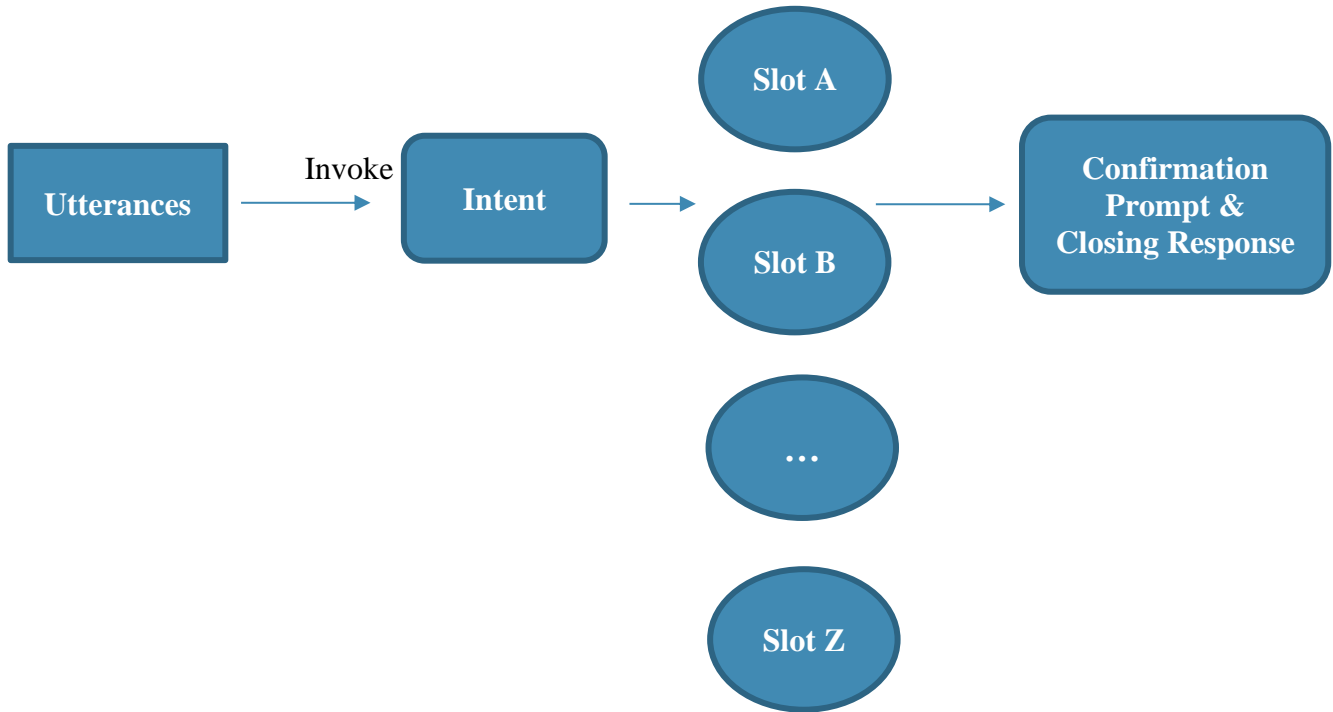 Utterances
Invoke
Intent
Slot A
Slot B
...
Slot Z
Confirmation
Prompt &
Closing Response